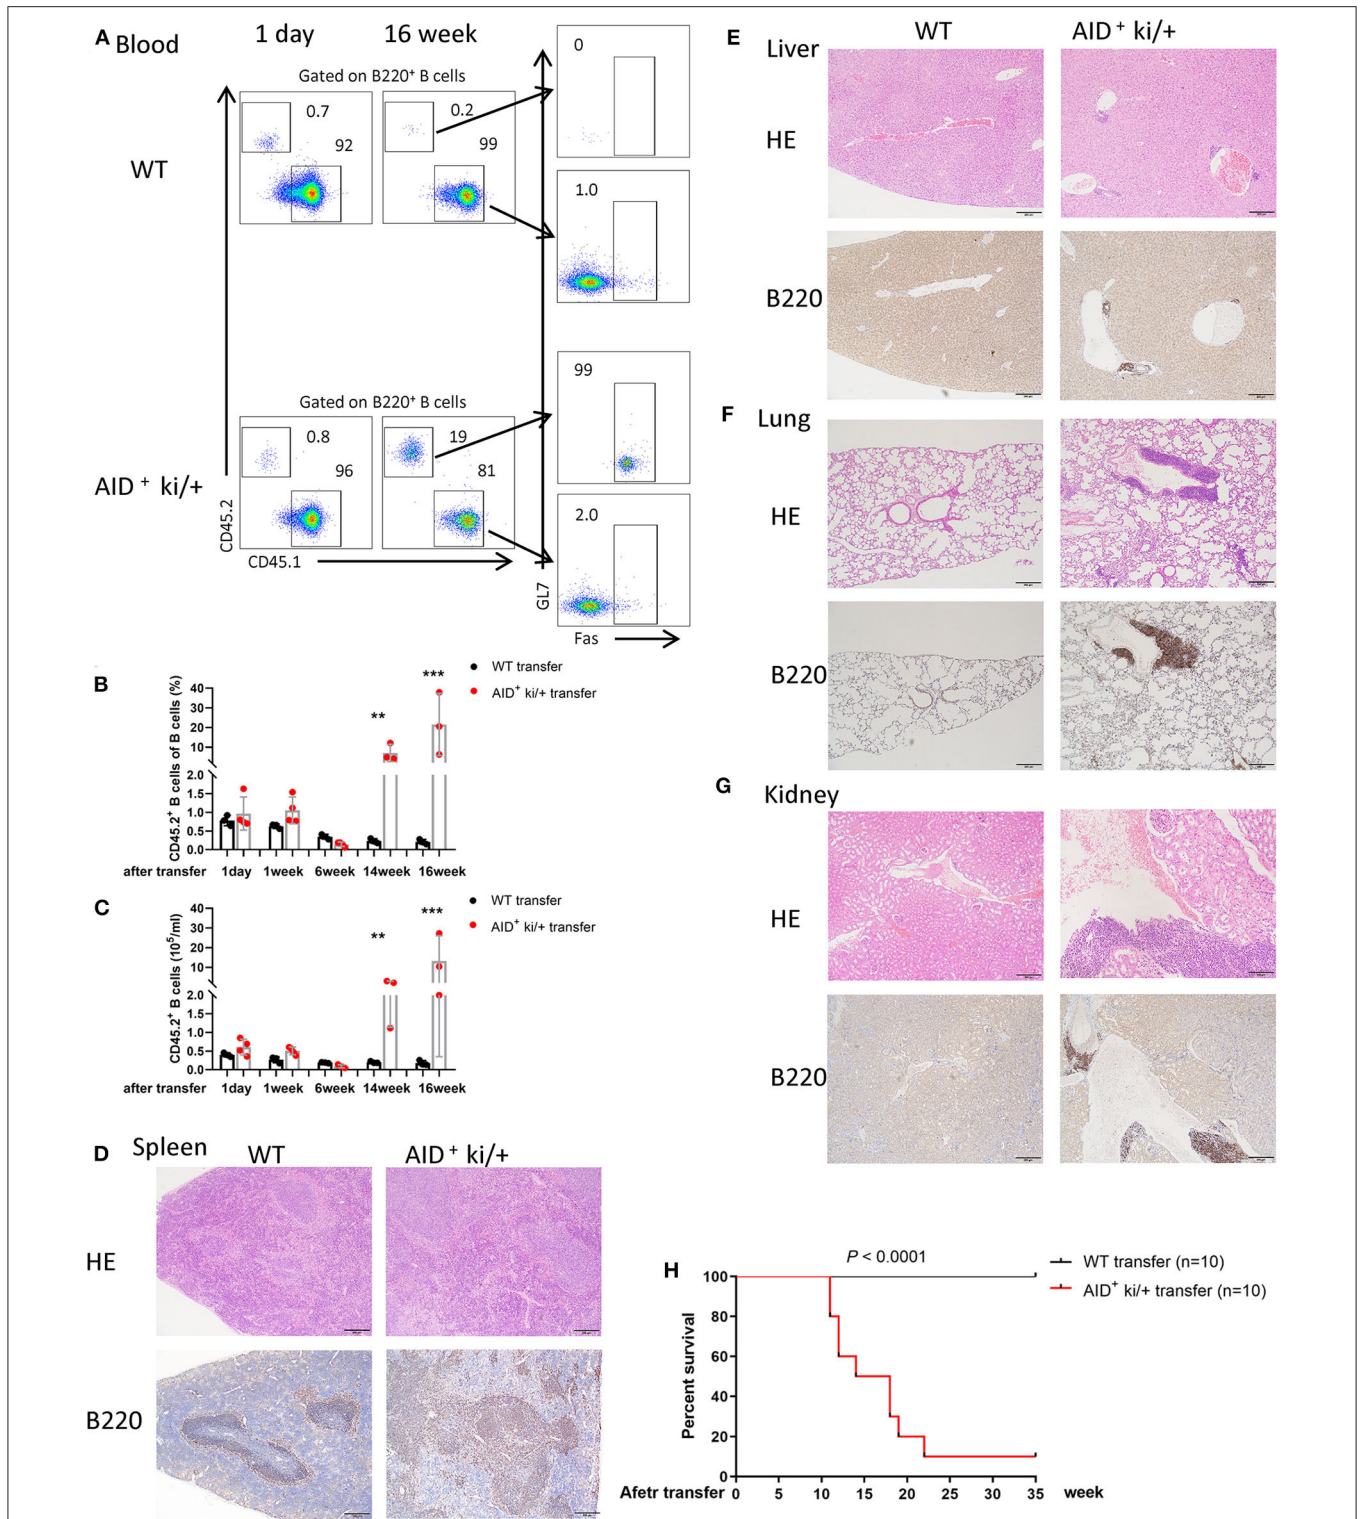 A Blood
1 day 16 week
Gated on B220⁺ B cells
0
0.7
0.2
92
99
WT
1.0
Gated on B220⁺ B cells
99
0.8
19
96
81
AID⁺ ki/+
2.0
CD45.2
CD45.1
GL7
Fas
B
WT transfer
AID⁺ ki/+ transfer
CD45.2⁺ B cells of B cells (%)
40
30
20
10
2.0
1.5
1.0
0.5
0.0
** ***
after transfer 1day 1week 6week 14week 16week
C
WT transfer
AID⁺ ki/+ transfer
CD45.2⁺ B cells (10⁵/ml)
40
30
20
10
2.0
1.5
1.0
0.5
0.0
** ***
after transfer 1day 1week 6week 14week 16week
D Spleen
WT AID⁺ ki/+
HE
B220
WT AID⁺ ki/+
E Liver
HE
B220
F Lung
HE
B220
G Kidney
HE
B220
H
P < 0.0001
WT transfer (n=10)
AID⁺ ki/+ transfer (n=10)
Percent survival
100
80
60
40
20
0
Afetr transfer 0 5 10 15 20 25 30 35 week